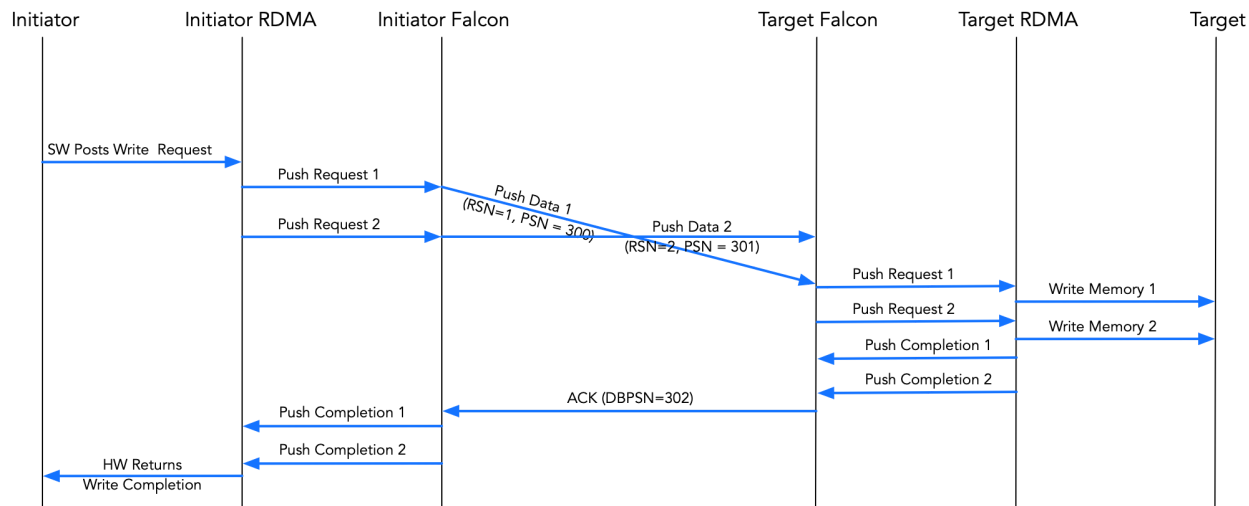 Initiator
Initiator RDMA
Initiator Falcon
Target Falcon
Target RDMA
Target
SW Posts Write Request
Push Request 1
Push Data 1
(RSN=1, PSN = 300)
Push Request 2
Push Data 2
(RSN=2, PSN = 301)
Push Request 1
Write Memory 1
Push Request 2
Write Memory 2
Push Completion 1
Push Completion 2
ACK (DBPSN=302)
Push Completion 1
Push Completion 2
HW Returns
Write Completion